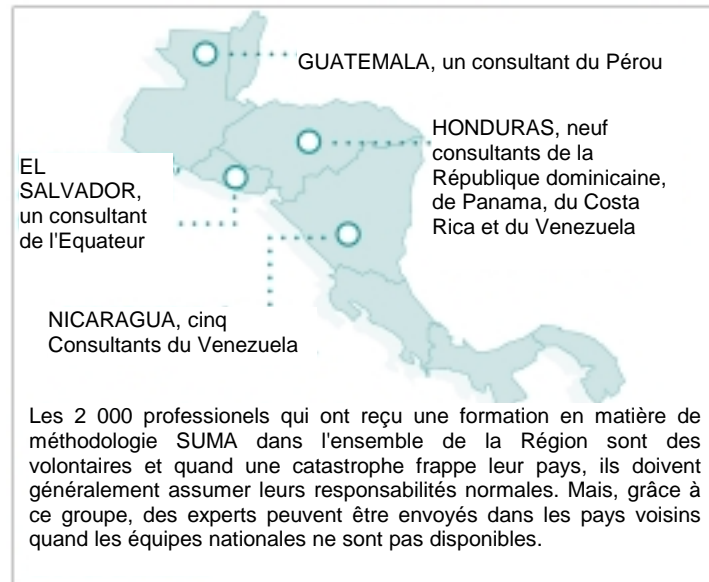 GUATEMALA, un consultant du Pérou
HONDURAS, neuf
consultants de la
République dominicaine,
de Panama, du Costa
Rica et du Venezuela
EL
SALVADOR,
un consultant
de l'Equateur
NICARAGUA, cinq
Consultants du Venezuela
Les 2 000 professionels qui ont reçu une formation en matière de
méthodologie SUMA dans l'ensemble de la Région sont des
volontaires et quand une catastrophe frappe leur pays, ils doivent
généralement assumer leurs responsabilités normales. Mais, grâce à
ce groupe, des experts peuvent être envoyés dans les pays voisins
quand les équipes nationales ne sont pas disponibles.